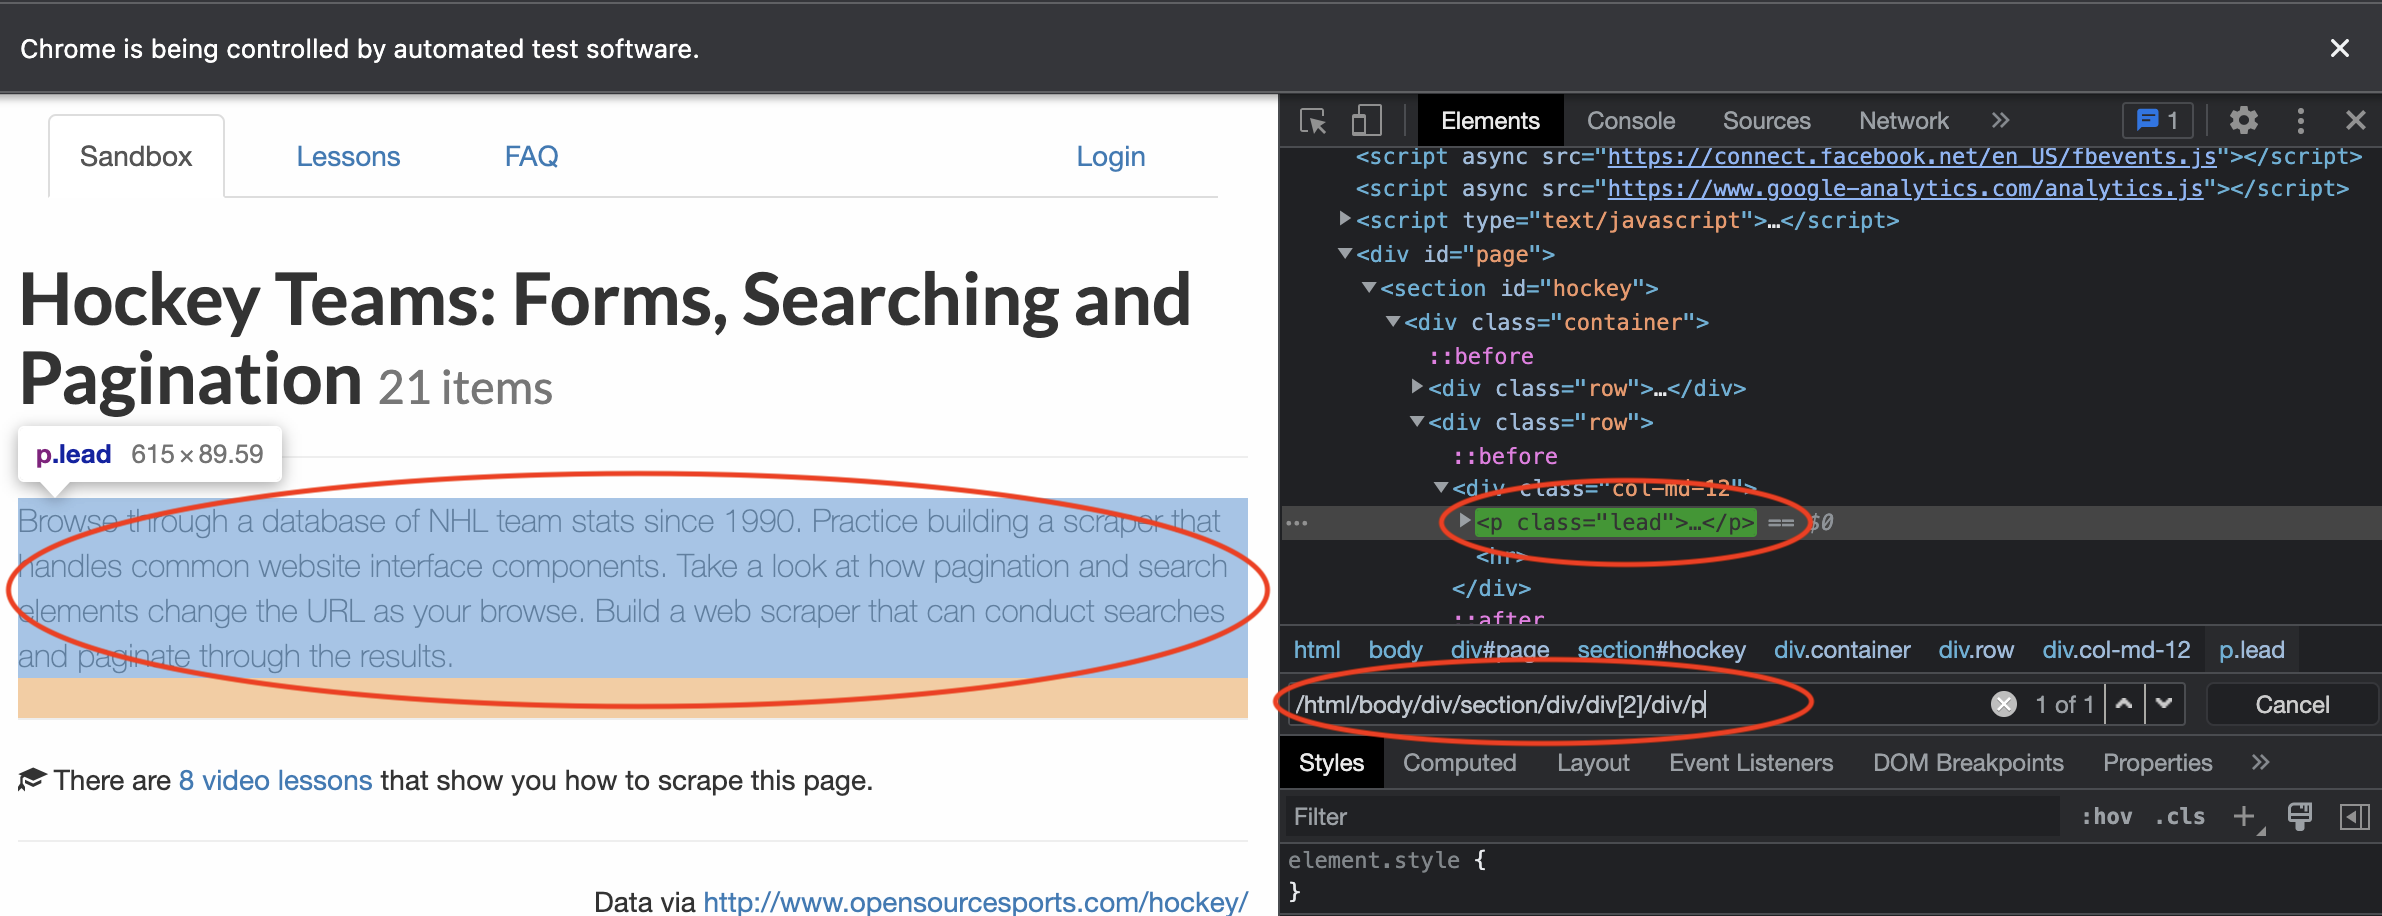 Chrome is being controlled by automated test software.
Sandbox Lessons FAQ Login
Hockey Teams: Forms, Searching and
Pagination 21 items
p.lead 615 × 89.59
Browse through a database of NHL team stats since 1990. Practice building a scraper that
handles common website interface components. Take a look at how pagination and search
elements change the URL as your browse. Build a web scraper that can conduct searches
and paginate through the results.
There are 8 video lessons that show you how to scrape this page.
Data via http://www.opensourcesports.com/hockey/
Elements Console Sources Network » 1
<script async src="https://connect.facebook.net/en_US/fbevents.js"></script>
<script async src="https://www.google-analytics.com/analytics.js"></script>
<script type="text/javascript">…</script>
<div id="page">
<section id="hockey">
<div class="container">
::before
<div class="row">…</div>
<div class="row">
::before
<div class="col-md-12">
<p class="lead">…</p> == $0
<hr>
</div>
::after
html body div#page section#hockey div.container div.row div.col-md-12 p.lead
/html/body/div/section/div/div[2]/div/p 1 of 1 Cancel
Styles Computed Layout Event Listeners DOM Breakpoints Properties »
Filter :hov .cls +
element.style {
}